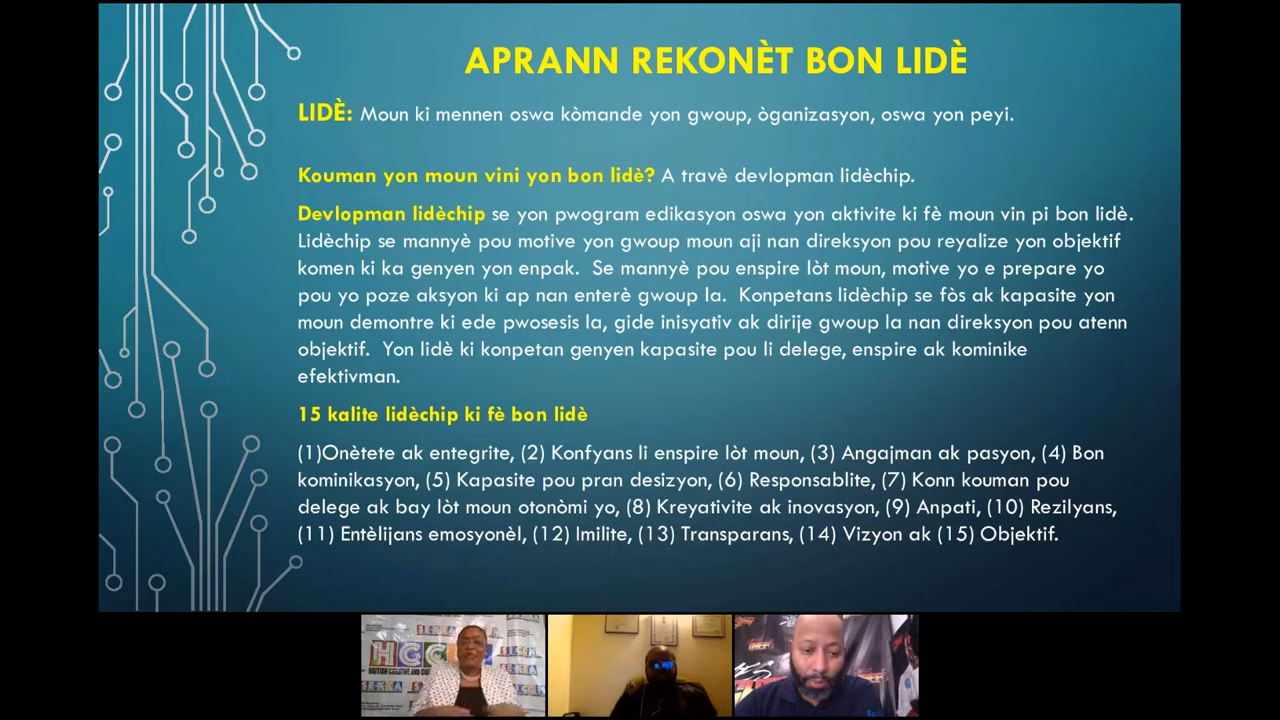 APRANN REKONÈT BON LIDÈ
LIDÈ: Moun ki mennen oswa kòmande yon gwoup, òganizasyon, oswa yon peyi.
Kouman yon moun vini yon bon lidè? A travè devlopman lidèchip.
Devlopman lidèchip se yon pwogram edikasyon oswa yon aktivite ki fè moun vin pi bon lidè.
Lidèchip se mannyè pou motive yon gwoup moun aji nan direksyon pou reyalize yon objektif
komen ki ka genyen yon enpak. Se mannyè pou enspire lòt moun, motive yo e prepare yo
pou yo poze aksyon ki ap nan enterè gwoup la. Konpetans lidèchip se fòs ak kapasite yon
moun demontre ki ede pwosesis la, gide inisyativ ak dirije gwoup la nan direksyon pou atenn
objektif. Yon lidè ki konpetan genyen kapasite pou li delege, enspire ak kominike
efektivman.
15 kalite lidèchip ki fè bon lidè
(1)Onètete ak entegrite, (2) Konfyans li enspire lòt moun, (3) Angajman ak pasyon, (4) Bon
kominikasyon, (5) Kapasite pou pran desizyon, (6) Responsablite, (7) Konn kouman pou
delege ak bay lòt moun otonòmi yo, (8) Kreyativite ak inovasyon, (9) Anpati, (10) Rezilyans,
(11) Entèlijans emosyonèl, (12) Imilite, (13) Transparans, (14) Vizyon ak (15) Objektif.